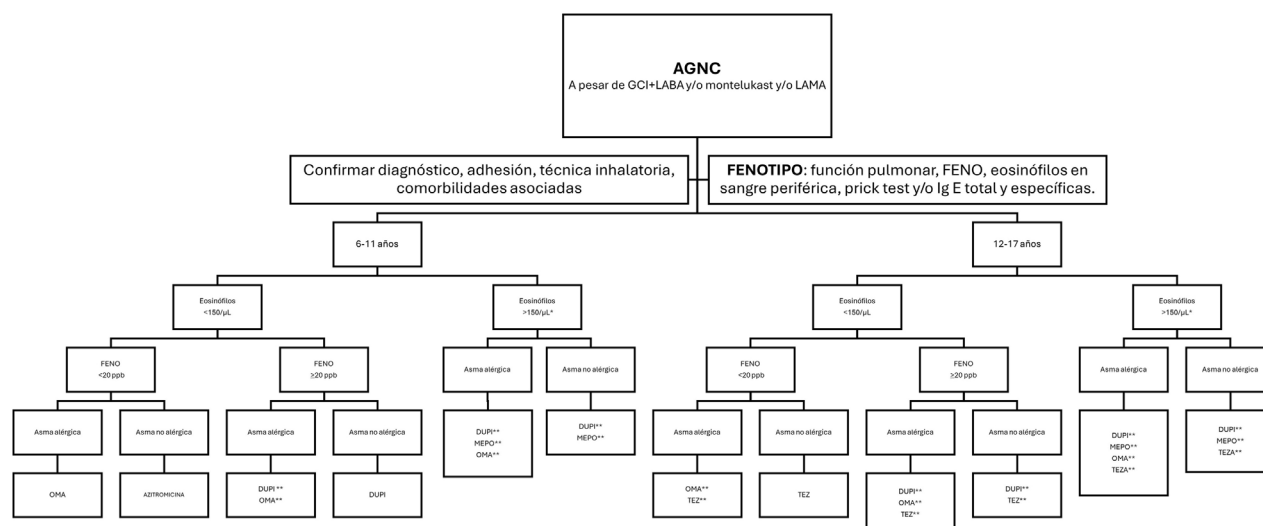 AGNC
A pesar de GCI+LABA y/o montelukast y/o LAMA
Confirmar diagnóstico, adhesión, técnica inhalatoria,
comorbilidades asociadas
FENOTIPO: función pulmonar, FENO, eosinófilos en
sangre periférica, prick test y/o Ig E total y específicas.
6-11 años
12-17 años
Eosinófilos
<150/µL
Eosinófilos
>150/µL*
Eosinófilos
<150/µL
Eosinófilos
>150/µL*
FENO
<20 ppb
FENO
≥20 ppb
Asma alérgica
Asma no alérgica
FENO
<20 ppb
FENO
≥20 ppb
Asma alérgica
Asma no alérgica
Asma alérgica
Asma no alérgica
Asma alérgica
Asma no alérgica
DUPI**
MEPO**
OMA**
DUPI**
MEPO**
Asma alérgica
Asma no alérgica
Asma alérgica
Asma no alérgica
DUPI**
MEPO**
OMA**
TEZA**
DUPI**
MEPO**
TEZA**
OMA
AZITROMICINA
DUPI**
OMA**
DUPI
OMA**
TEZ**
TEZ
DUPI**
OMA**
TEZ**
DUPI**
TEZ**